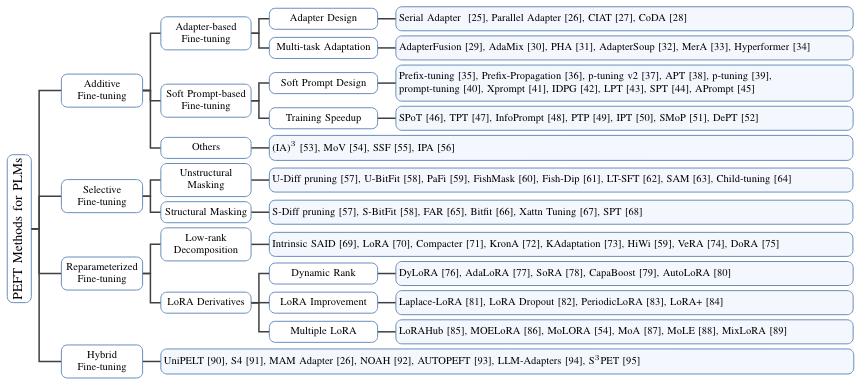 PEFT Methods for PLMs
Additive
Fine-tuning
Adapter-based
Fine-tuning
Adapter Design
Serial Adapter [25], Parallel Adapter [26], CIAT [27], CoDA [28]
Multi-task Adaptation
AdapterFusion [29], AdaMix [30], PHA [31], AdapterSoup [32], MerA [33], Hyperformer [34]
Soft Prompt-based
Fine-tuning
Soft Prompt Design
Prefix-tuning [35], Prefix-Propagation [36], p-tuning v2 [37], APT [38], p-tuning [39],
prompt-tuning [40], Xprompt [41], IDPG [42], LPT [43], SPT [44], APrompt [45]
Training Speedup
SPoT [46], TPT [47], InfoPrompt [48], PTP [49], IPT [50], SMoP [51], DePT [52]
Others
(IA)³ [53], MoV [54], SSF [55], IPA [56]
Selective
Fine-tuning
Unstructural
Masking
U-Diff pruning [57], U-BitFit [58], PaFi [59], FishMask [60], Fish-Dip [61], LT-SFT [62], SAM [63], Child-tuning [64]
Structural Masking
S-Diff pruning [57], S-BitFit [58], FAR [65], Bitfit [66], Xattn Tuning [67], SPT [68]
Reparameterized
Fine-tuning
Low-rank
Decomposition
Intrinsic SAID [69], LoRA [70], Compacter [71], KronA [72], KAdaptation [73], HiWi [59], VeRA [74], DoRA [75]
LoRA Derivatives
Dynamic Rank
DyLoRA [76], AdaLoRA [77], SoRA [78], CapaBoost [79], AutoLoRA [80]
LoRA Improvement
Laplace-LoRA [81], LoRA Dropout [82], PeriodicLoRA [83], LoRA+ [84]
Multiple LoRA
LoRAHub [85], MOELoRA [86], MoLORA [54], MoA [87], MoLE [88], MixLoRA [89]
Hybrid
Fine-tuning
UniPELT [90], S4 [91], MAM Adapter [26], NOAH [92], AUTOPEFT [93], LLM-Adapters [94], S³PET [95]